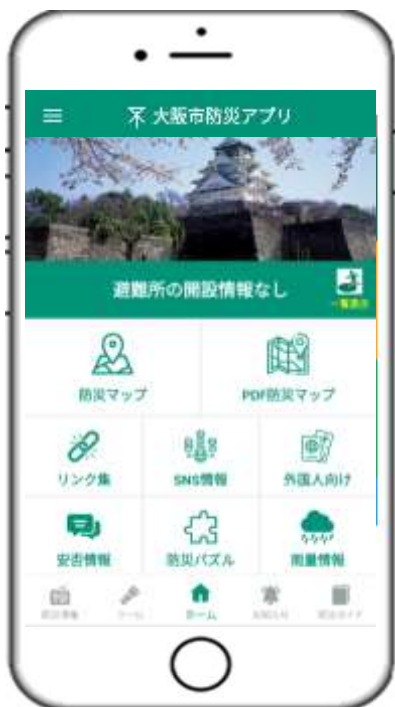 大阪市防災アプリ
避難所の開設情報なし
一覧表示
防災マップ
PDF防災マップ
リンク集
SNS情報
外国人向け
安否情報
防災パズル
雨量情報
ホーム